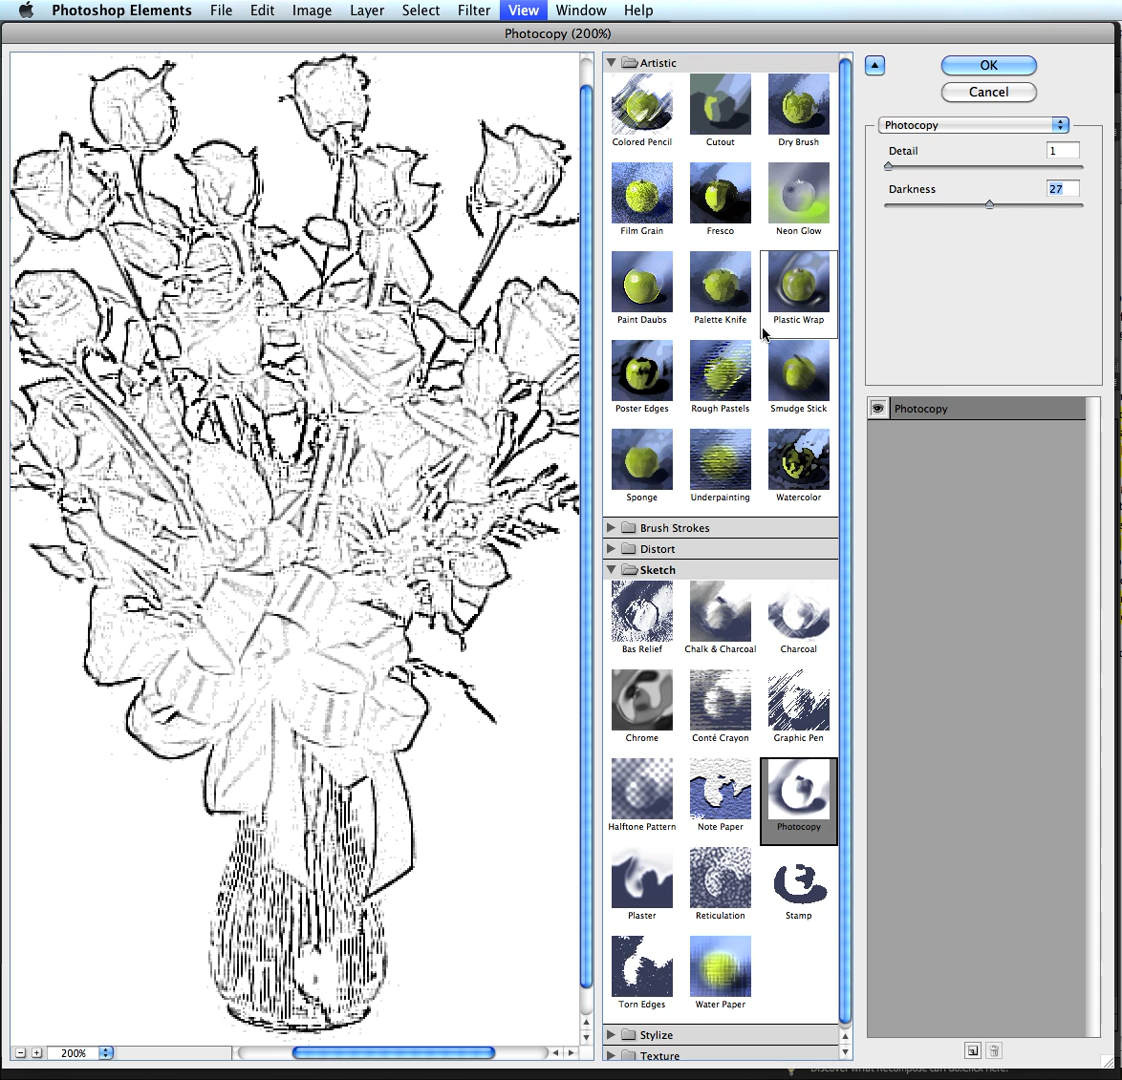 Photoshop Elements File Edit Image Layer Select Filter View Window Help
Photocopy (200%)
Artistic
Colored Pencil Cutout Dry Brush
Film Grain Fresco Neon Glow
Paint Daubs Palette Knife Plastic Wrap
Poster Edges Rough Pastels Smudge Stick
Sponge Underpainting Watercolor
Brush Strokes
Distort
Sketch
Bas Relief Chalk & Charcoal Charcoal
Chrome Conté Crayon Graphic Pen
Halftone Pattern Note Paper Photocopy
Plaster Reticulation Stamp
Torn Edges Water Paper
Stylize
Texture
OK
Cancel
Photocopy
Detail 1
Darkness 27
Photocopy
200%